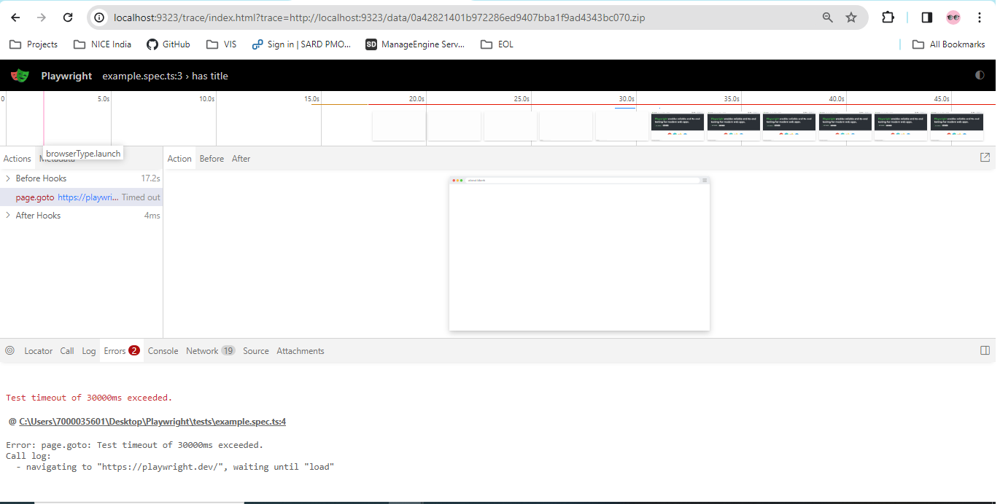 localhost:9323/trace/index.html?trace=http://localhost:9323/data/0a42821401b972286ed9407bba1f9ad4343bc070.zip
Projects NICE India GitHub VIS Sign in | SARD PMO... SD ManageEngine Serv... EOL All Bookmarks
Playwright example.spec.ts:3 › has title
0 5.0s 10.0s 15.0s 20.0s 25.0s 30.0s 35.0s 40.0s 45.0s
browserType.launch
Actions Metadata Action Before After
Before Hooks 17.2s
page.goto https://playwri... Timed out
After Hooks 4ms
Locator Call Log Errors 2 Console Network 19 Source Attachments
Test timeout of 30000ms exceeded.
@ C:\Users\7000035601\Desktop\Playwright\tests\example.spec.ts:4
Error: page.goto: Test timeout of 30000ms exceeded.
Call log:
- navigating to "https://playwright.dev/", waiting until "load"